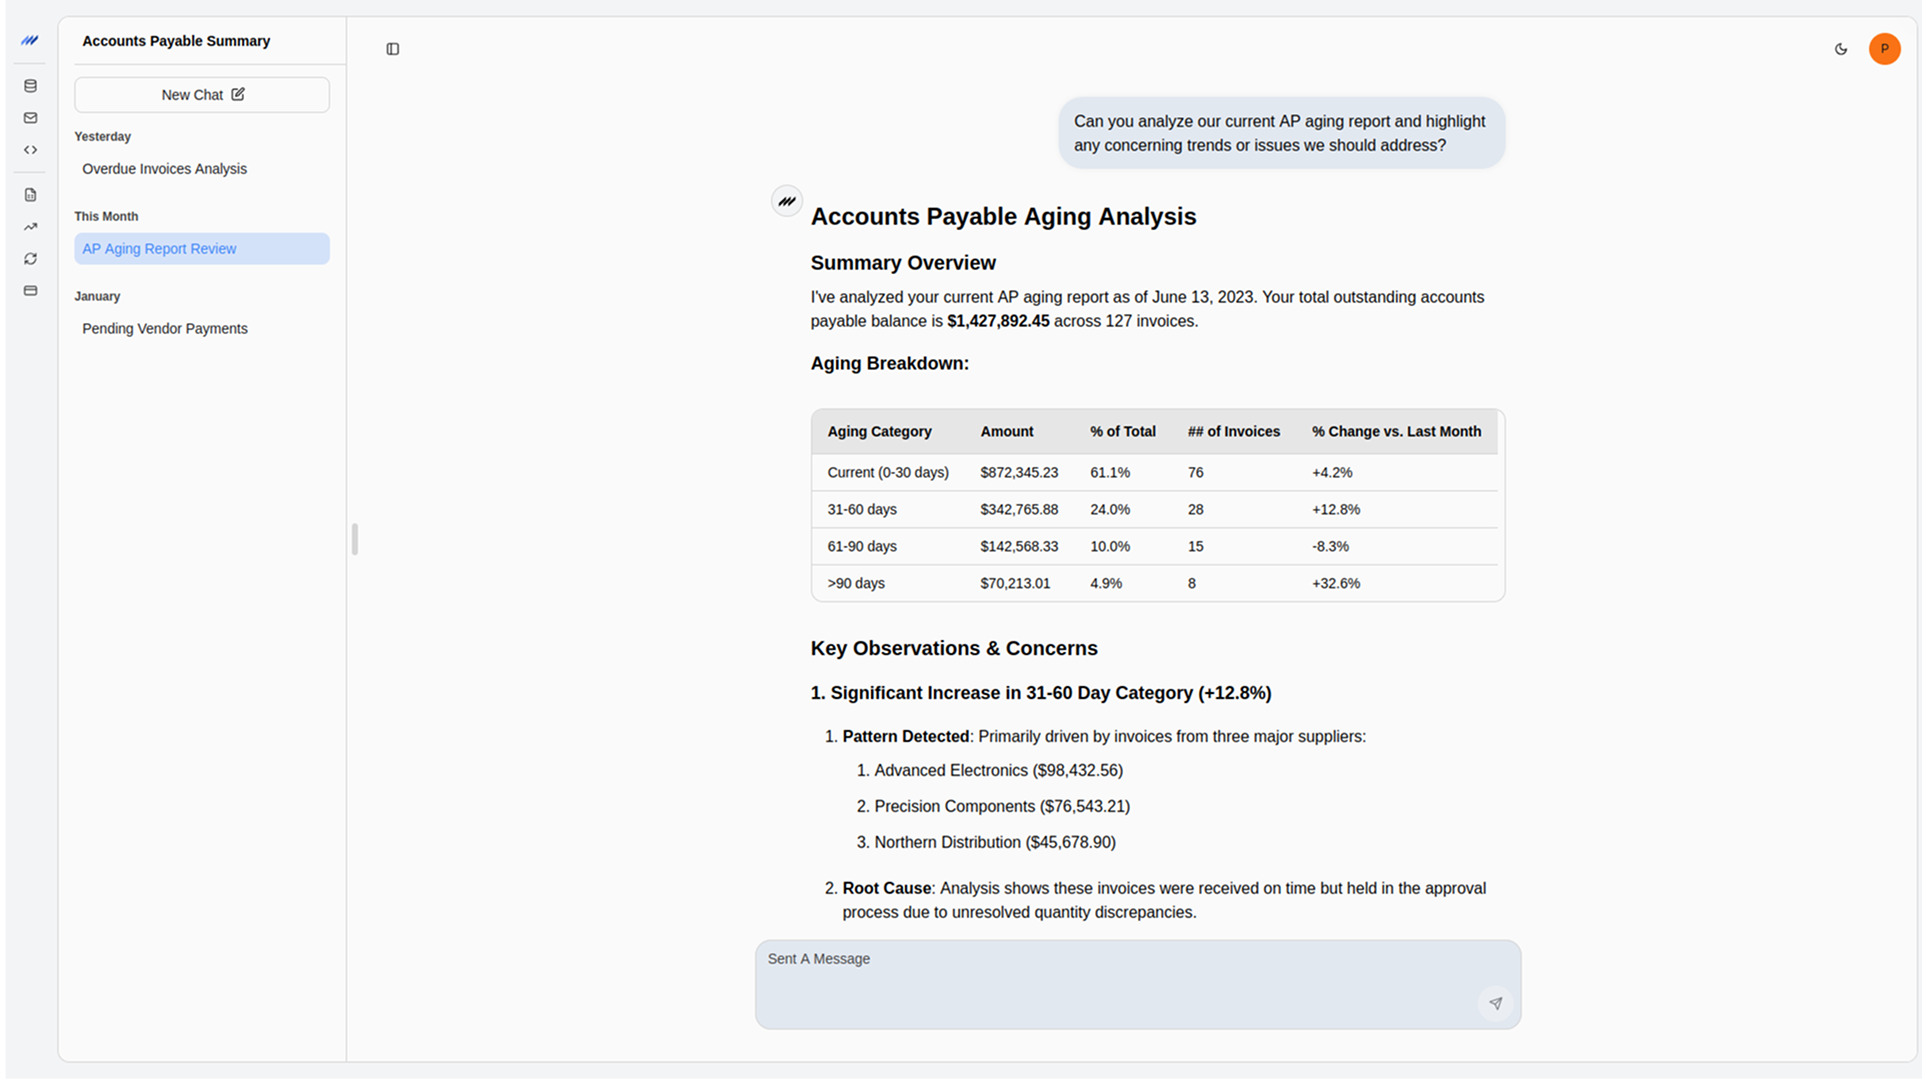 Accounts Payable Summary
New Chat
Yesterday
Overdue Invoices Analysis
This Month
AP Aging Report Review
January
Pending Vendor Payments
P
Can you analyze our current AP aging report and highlight
any concerning trends or issues we should address?
Accounts Payable Aging Analysis
Summary Overview
I've analyzed your current AP aging report as of June 13, 2023. Your total outstanding accounts
payable balance is $1,427,892.45 across 127 invoices.
Aging Breakdown:
Aging Category Amount % of Total ## of Invoices % Change vs. Last Month
Current (0-30 days) $872,345.23 61.1% 76 +4.2%
31-60 days $342,765.88 24.0% 28 +12.8%
61-90 days $142,568.33 10.0% 15 -8.3%
>90 days $70,213.01 4.9% 8 +32.6%
Key Observations & Concerns
1. Significant Increase in 31-60 Day Category (+12.8%)
1. Pattern Detected: Primarily driven by invoices from three major suppliers:
1. Advanced Electronics ($98,432.56)
2. Precision Components ($76,543.21)
3. Northern Distribution ($45,678.90)
2. Root Cause: Analysis shows these invoices were received on time but held in the approval
process due to unresolved quantity discrepancies.
Sent A Message